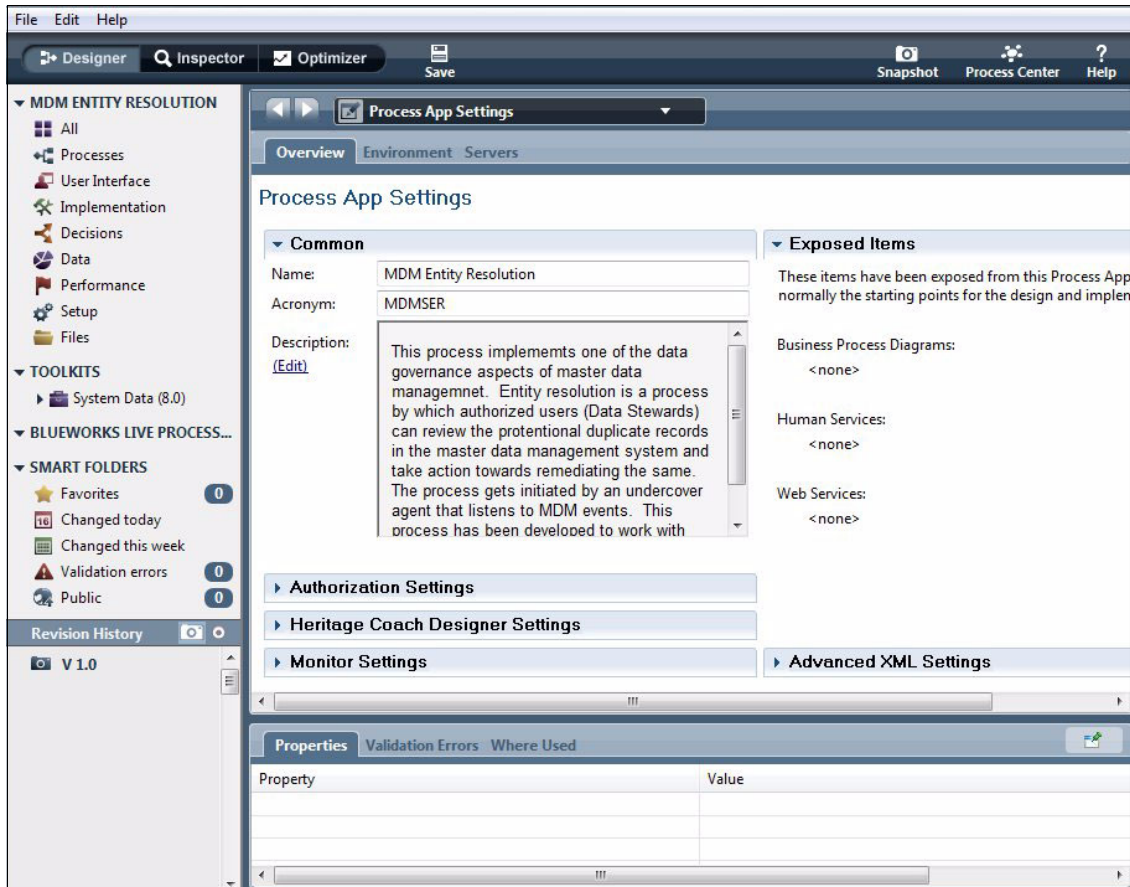 File Edit Help
Designer Inspector Optimizer Save Snapshot Process Center Help
MDM ENTITY RESOLUTION
All
Processes
User Interface
Implementation
Decisions
Data
Performance
Setup
Files
TOOLKITS
System Data (8.0)
BLUEWORKS LIVE PROCESS...
SMART FOLDERS
Favorites 0
Changed today
Changed this week
Validation errors 0
Public 0
Revision History
V 1.0
Process App Settings
Overview Environment Servers
Process App Settings
Common
Name: MDM Entity Resolution
Acronym: MDMSER
Description:
(Edit)
This process implememts one of the data
governance aspects of master data
managemnet. Entity resolution is a process
by which authorized users (Data Stewards)
can review the protentional duplicate records
in the master data management system and
take action towards remediating the same.
The process gets initiated by an undercover
agent that listens to MDM events. This
process has been developed to work with
Authorization Settings
Heritage Coach Designer Settings
Monitor Settings
Exposed Items
These items have been exposed from this Process App
normally the starting points for the design and implen
Business Process Diagrams:
<none>
Human Services:
<none>
Web Services:
<none>
Advanced XML Settings
Properties Validation Errors Where Used
Property Value